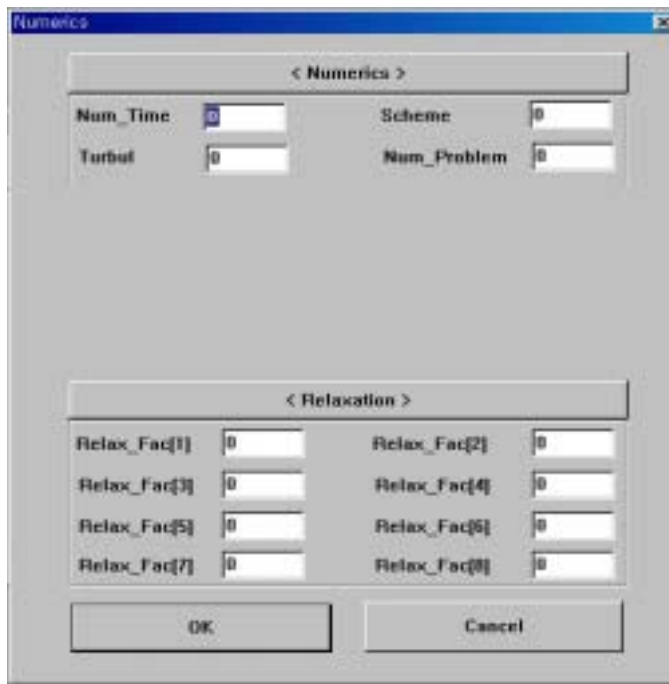 Numerics
< Numerics >
Num_Time 0 Scheme 0
Turbul 0 Num_Problem 0
< Relaxation >
Relax_Fac[1] 0 Relax_Fac[2] 0
Relax_Fac[3] 0 Relax_Fac[4] 0
Relax_Fac[5] 0 Relax_Fac[6] 0
Relax_Fac[7] 0 Relax_Fac[8] 0
OK Cancel